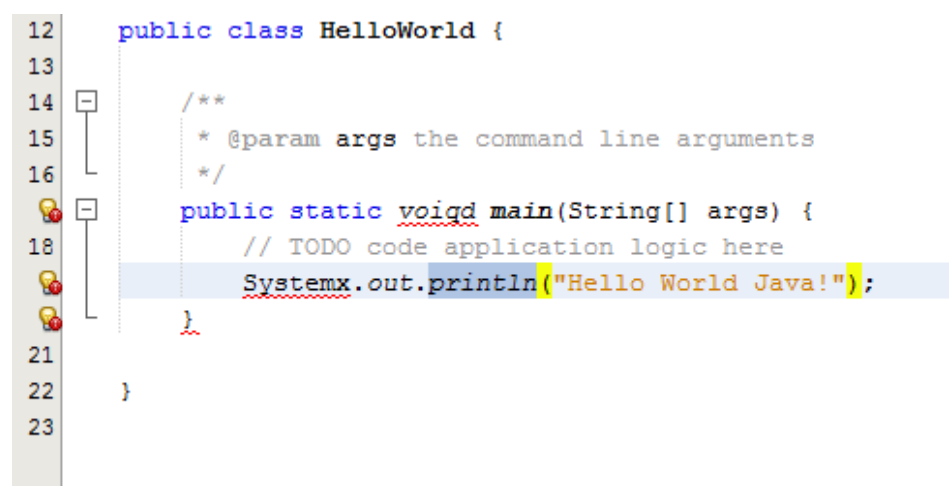 12 public class HelloWorld {
13
14 /**
15 * @param args the command line arguments
16 */
public static voiqd main(String[] args) {
18 // TODO code application logic here
Systemx.out.println("Hello World Java!");
}
21
22 }
23